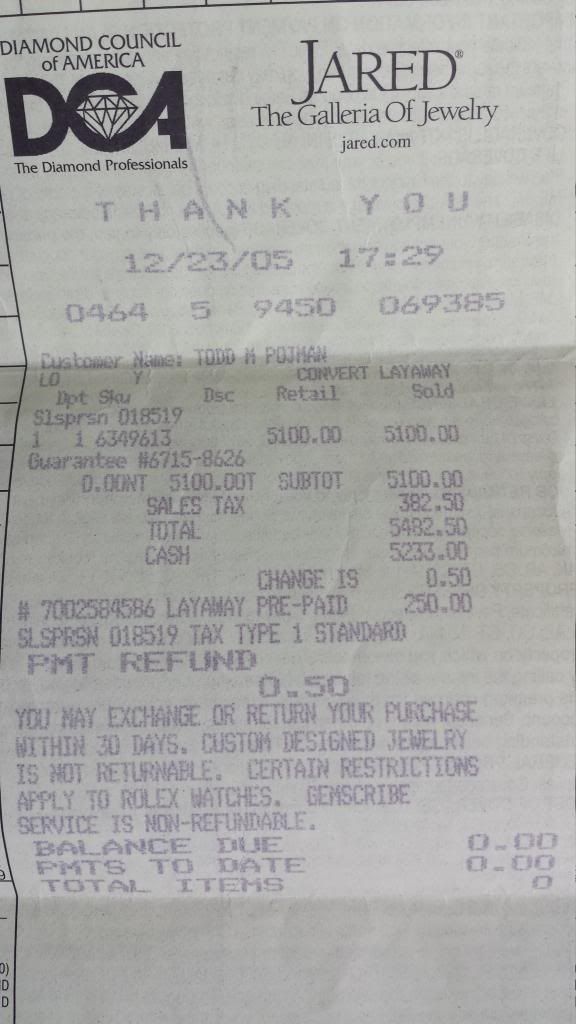 DIAMOND COUNCIL
of AMERICA
DCA
The Diamond Professionals
JARED®
The Galleria Of Jewelry
jared.com
THANK YOU
12/23/05 17:29
0464 5 9450 069385
Customer Name: TODD M POJMAN
LO Y CONVERT LAYAWAY
Dpt Sku Dsc Retail Sold
Slsprsn 018519
1 1 6349613 5100.00 5100.00
Guarantee #6715-8626
0.00NT 5100.00T SUBTOT 5100.00
SALES TAX 382.50
TOTAL 5482.50
CASH 5233.00
CHANGE IS 0.50
# 7002584586 LAYAWAY PRE-PAID 250.00
SLSPRSN 018519 TAX TYPE 1 STANDARD
PMT REFUND
0.50
YOU MAY EXCHANGE OR RETURN YOUR PURCHASE
WITHIN 30 DAYS. CUSTOM DESIGNED JEWELRY
IS NOT RETURNABLE. CERTAIN RESTRICTIONS
APPLY TO ROLEX WATCHES. GEMSCRIBE
SERVICE IS NON-REFUNDABLE.
BALANCE DUE 0.00
PMTS TO DATE 0.00
TOTAL ITEMS 0